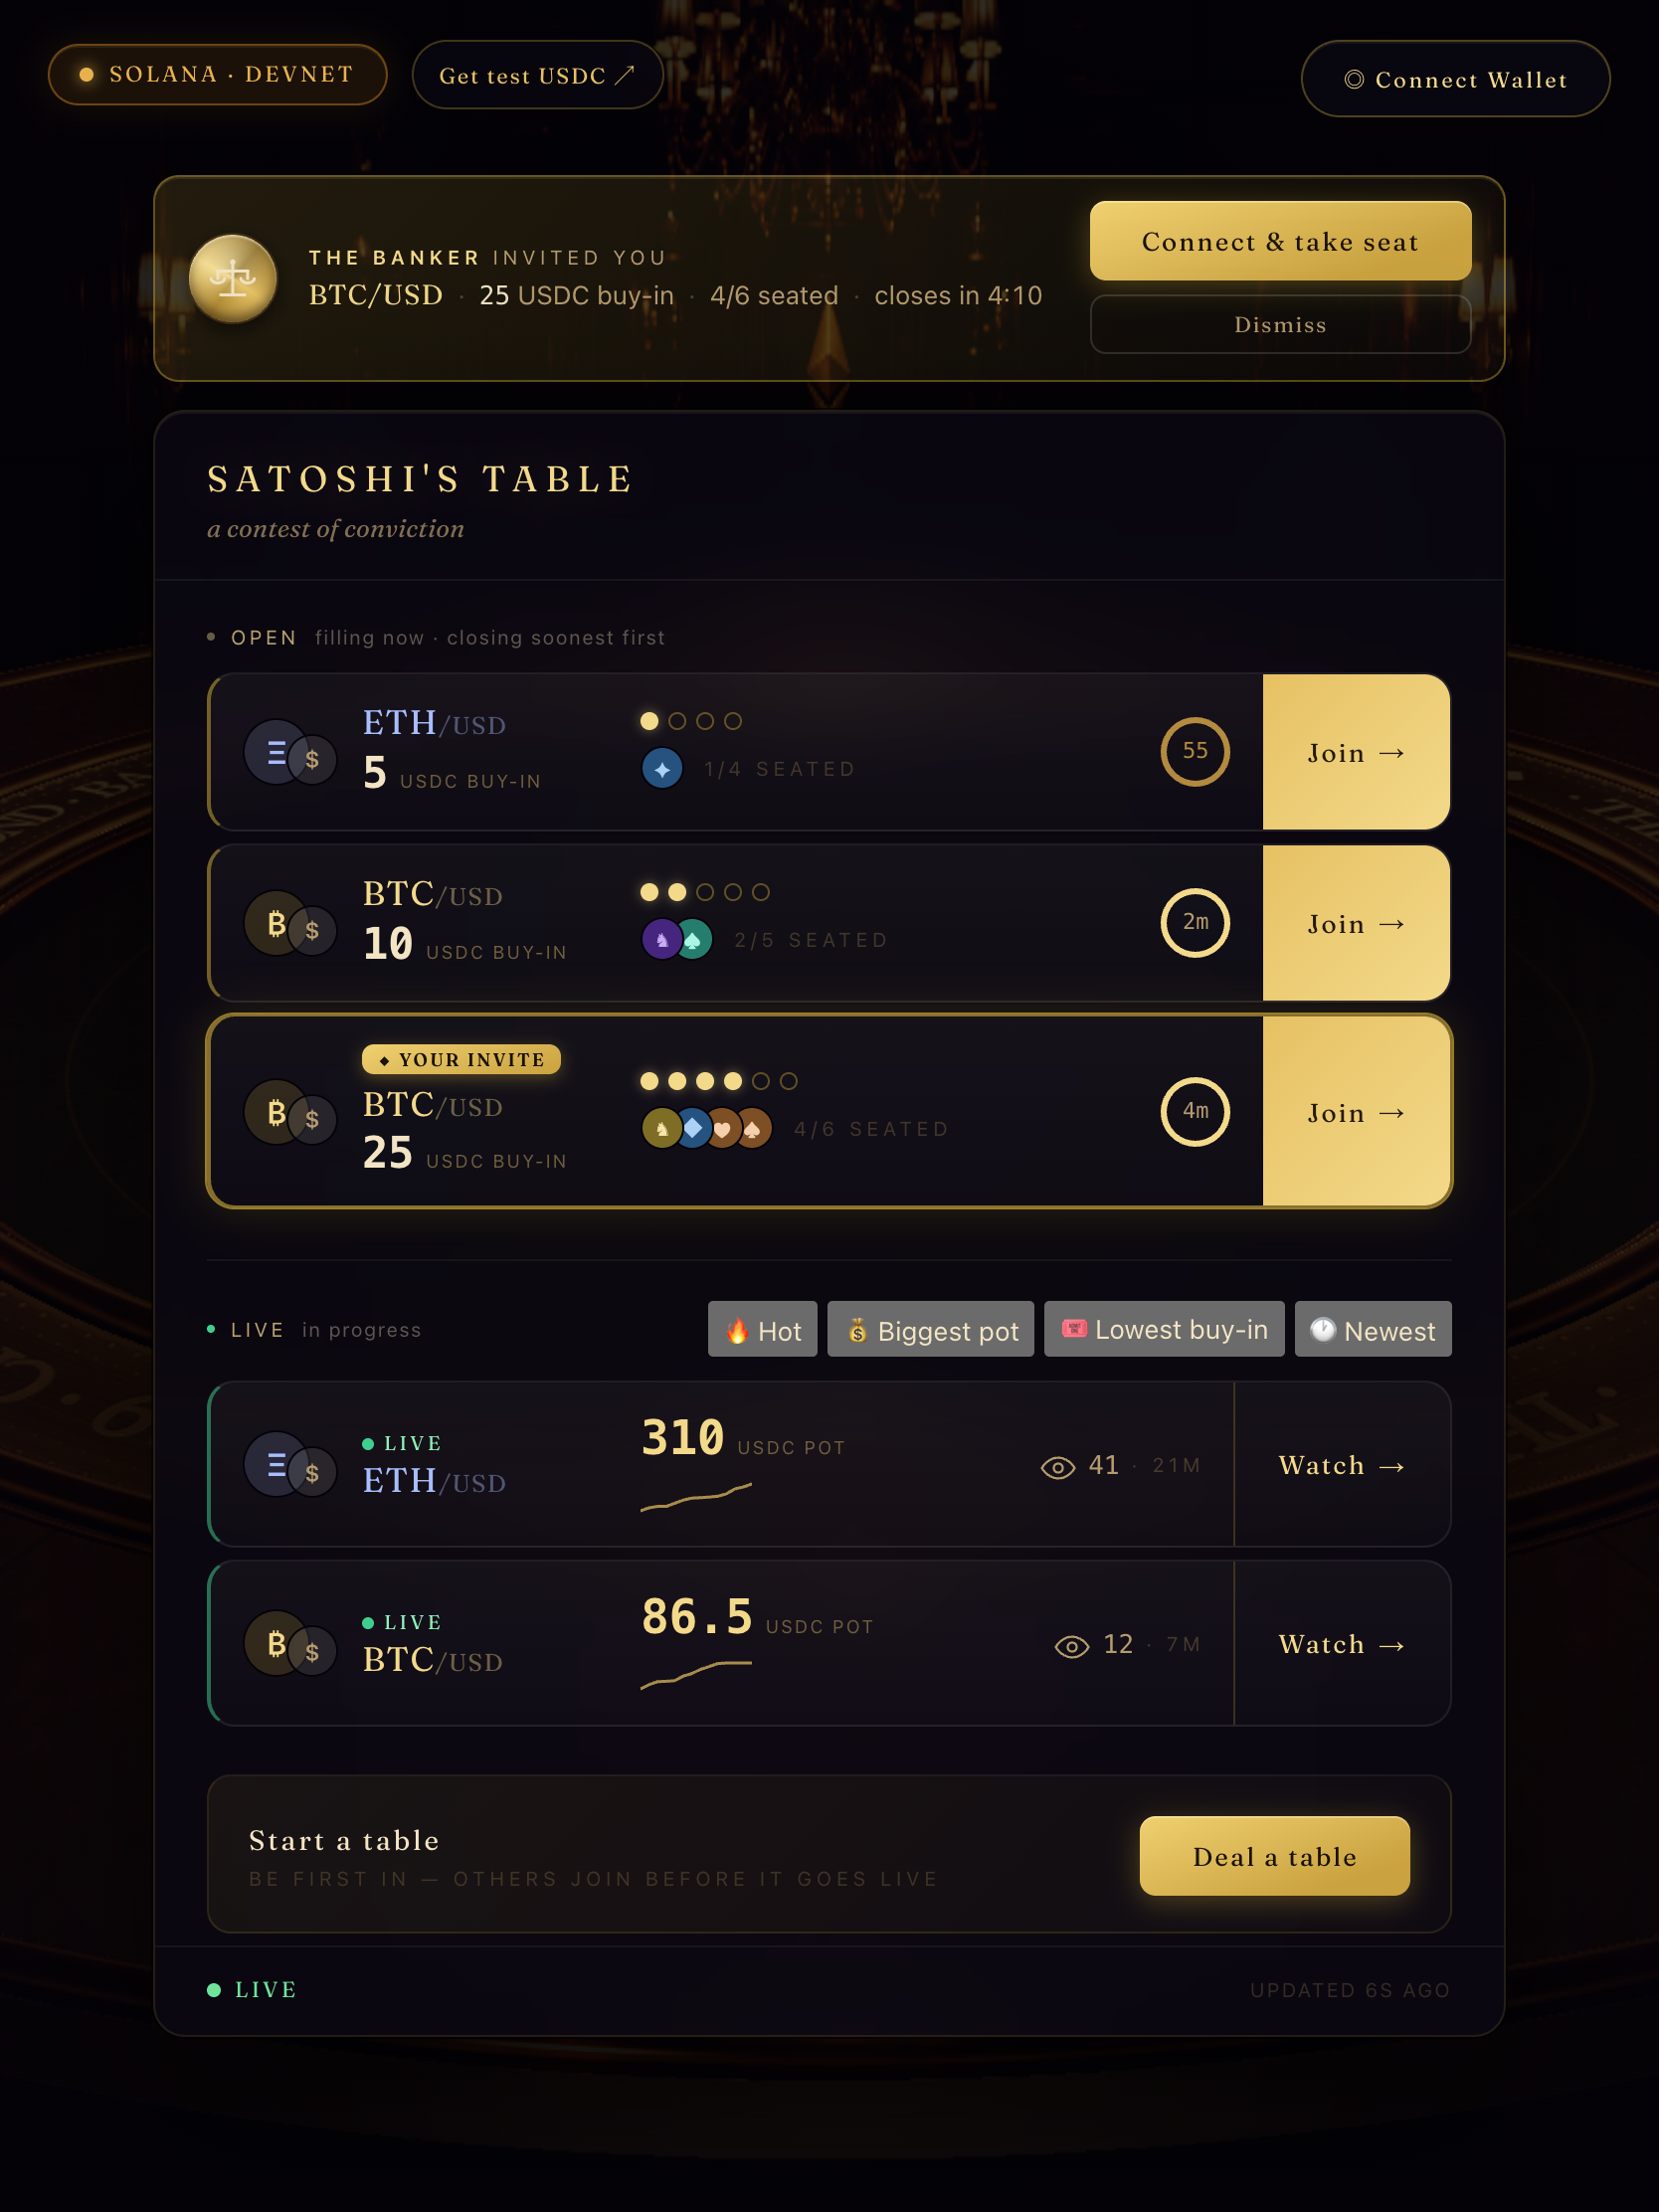 SOLANA · DEVNET
Get test USDC ↗
◎ Connect Wallet
THE BANKER INVITED YOU
BTC/USD · 25 USDC buy-in · 4/6 seated · closes in 4:10
Connect & take seat
Dismiss
SATOSHI'S TABLE
a contest of conviction
OPEN filling now · closing soonest first
ETH/USD
5 USDC BUY-IN
1/4 SEATED
55
Join →
BTC/USD
10 USDC BUY-IN
2/5 SEATED
2m
Join →
◆ YOUR INVITE
BTC/USD
25 USDC BUY-IN
4/6 SEATED
4m
Join →
LIVE in progress
🔥 Hot
💰 Biggest pot
🎟 Lowest buy-in
🕐 Newest
LIVE
ETH/USD
310 USDC POT
41 · 21M
Watch →
LIVE
BTC/USD
86.5 USDC POT
12 · 7M
Watch →
Start a table
BE FIRST IN — OTHERS JOIN BEFORE IT GOES LIVE
Deal a table
LIVE
UPDATED 6S AGO